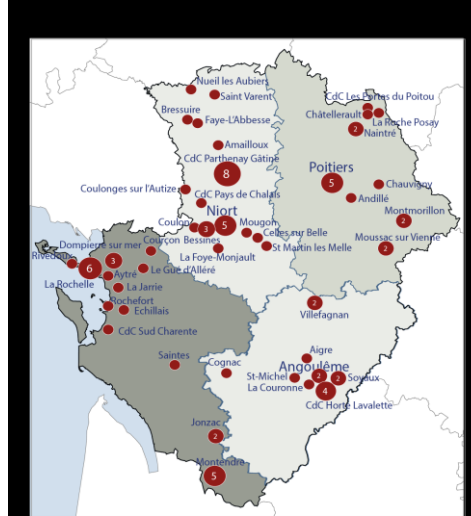 Nueil les Aubiers
Saint Varent
CdC Les Portes du Poitou
Bressuire
Faye-L'Abbesse
Châtellerault
La Roche Posay
2
Naintré
Amailloux
CdC Parthenay Gâtine
8
Poitiers
5
Chauvigny
Coulonges sur l'Autize
CdC Pays de Chalais
Andillé
Niort
Montmorillon
2
Coulon
3
5
Mougon
Celles sur Belle
Moussac sur Vienne
2
Dompierre sur mer
Courçon
Bessines
St Martin les Melle
Rivedoux
3
La Foye-Monjault
6
Aytré
Le Gué d'Alléré
La Rochelle
La Jarrie
Rochefort
Echillais
2
Villefagnan
CdC Sud Charente
Aigre
Saintes
Cognac
Angoulême
St-Michel
2
2
Soyaux
La Couronne
4
CdC Horte Lavalette
Jonzac
2
Montendre
5